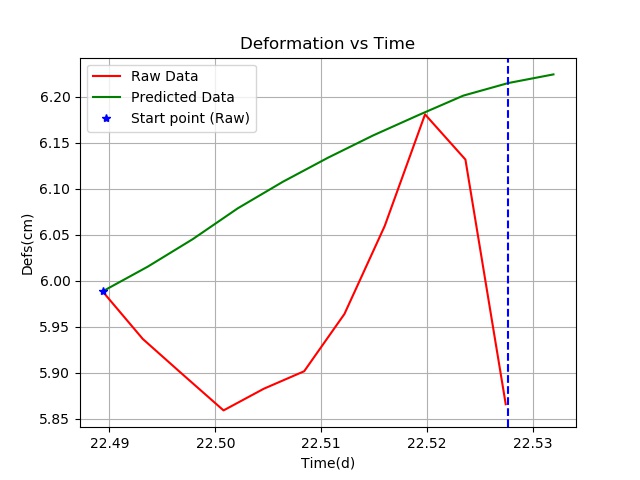 Deformation vs Time
Raw Data
Predicted Data
Start point (Raw)
Defs(cm)
6.20
6.15
6.10
6.05
6.00
5.95
5.90
5.85
22.49 22.50 22.51 22.52 22.53
Time(d)